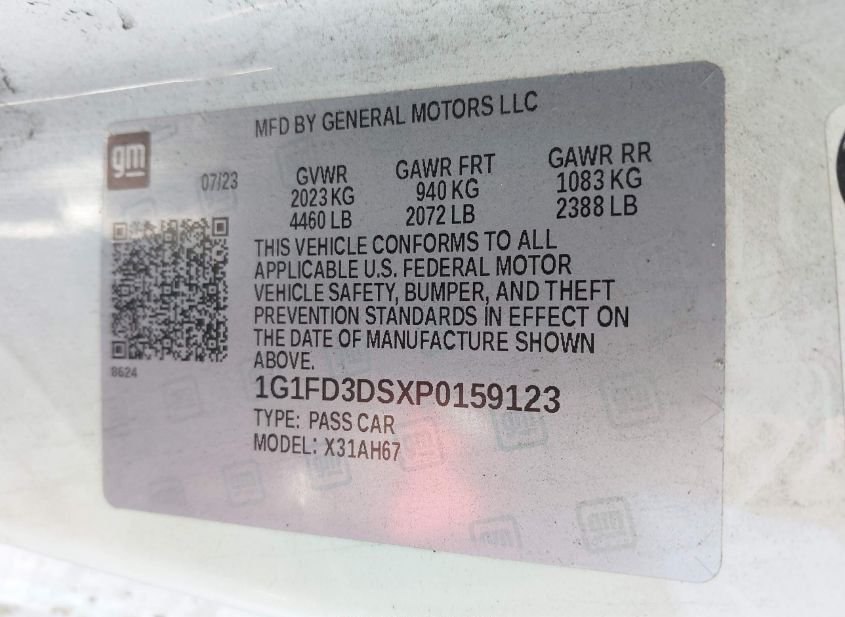 MFD BY GENERAL MOTORS LLC
gm
07/23
GVWR
2023 KG
4460 LB
GAWR FRT
940 KG
2072 LB
GAWR RR
1083 KG
2388 LB
THIS VEHICLE CONFORMS TO ALL
APPLICABLE U.S. FEDERAL MOTOR
VEHICLE SAFETY, BUMPER, AND THEFT
PREVENTION STANDARDS IN EFFECT ON
THE DATE OF MANUFACTURE SHOWN
ABOVE.
8624
1G1FD3DSXP0159123
TYPE: PASS CAR
MODEL: X31AH67